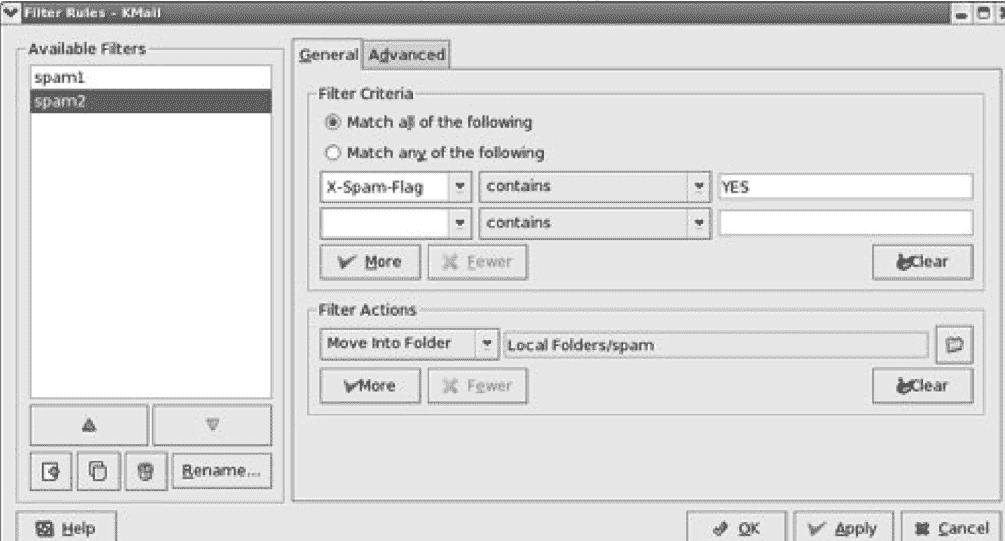 Filter Rules - KMail
Available Filters
spam1
spam2
Rename...
General Advanced
Filter Criteria
Match all of the following
Match any of the following
X-Spam-Flag contains YES
contains
More Fewer Clear
Filter Actions
Move Into Folder Local Folders/spam
More Fewer Clear
Help OK Apply Cancel